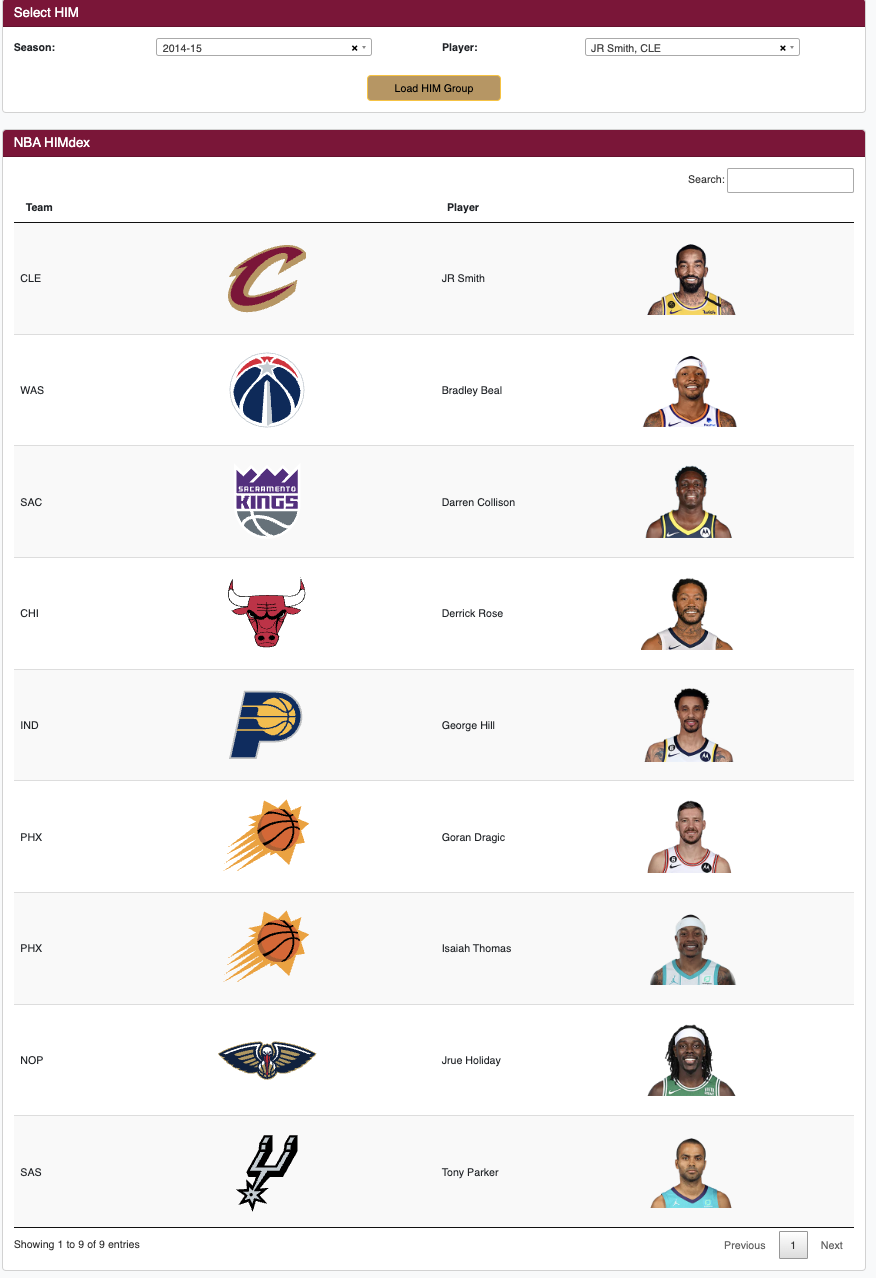 Select HIM
Season: 2014-15 × Player: JR Smith, CLE ×
Load HIM Group
NBA HIMdex
Search:
Team Player
CLE JR Smith
WAS Bradley Beal
SACRAMENTO
KINGS
SAC Darren Collison
CHI Derrick Rose
IND George Hill
PHX Goran Dragic
PHX Isaiah Thomas
NOP Jrue Holiday
SAS Tony Parker
Showing 1 to 9 of 9 entries Previous 1 Next